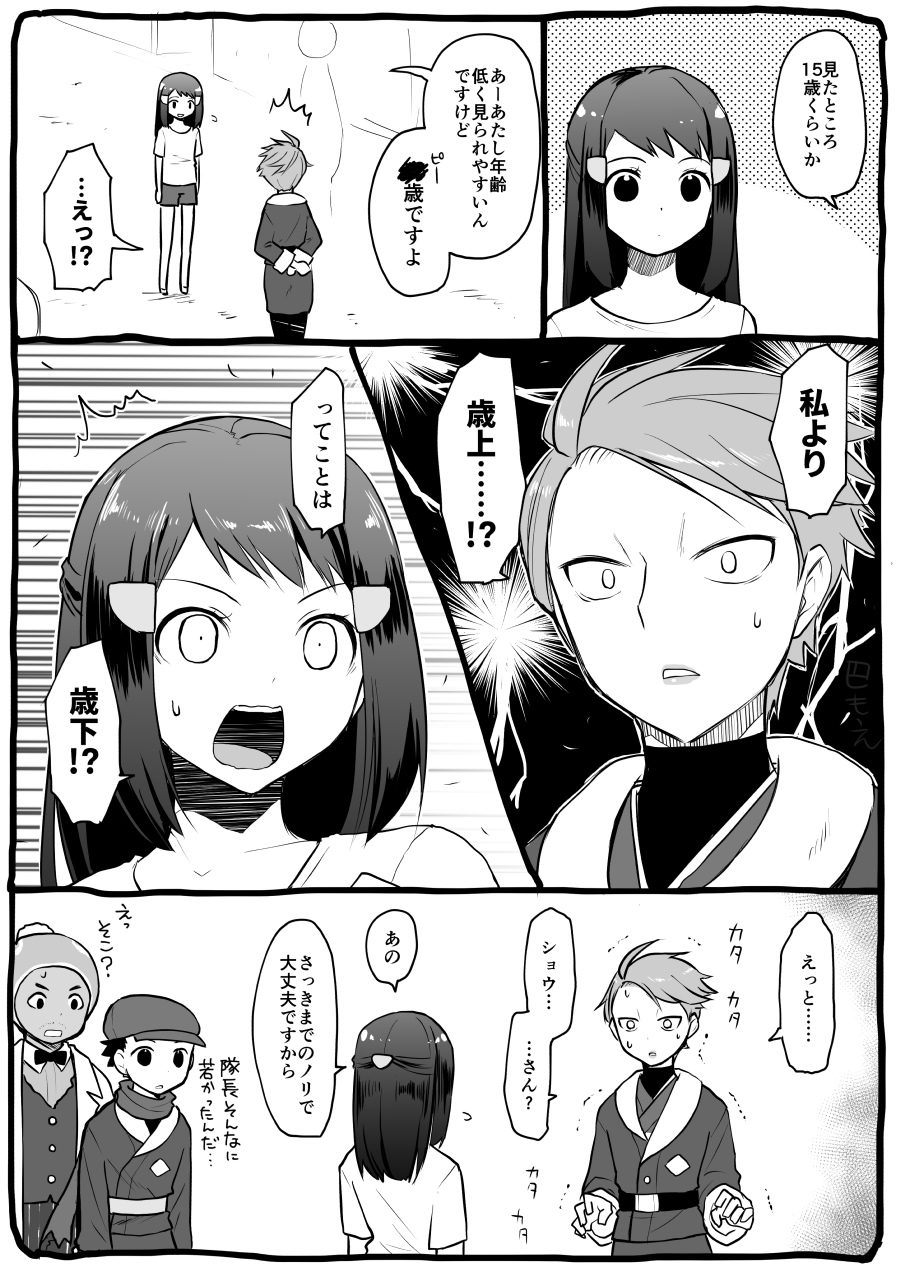 見たところ
15歳くらいか
あーあたし年齢
低く見られやすいん
ですけど
ピー
歳ですよ
…えっ!?
私より
歳上……!?
ってことは
歳下!?
えっと……
カタ
カタ
ショウ…
…さん?
カタ
カタ
あの
さっきまでのノリで
大丈夫ですから
隊長そんなに
若かったんだ…
えっ
そこ?
四もえん